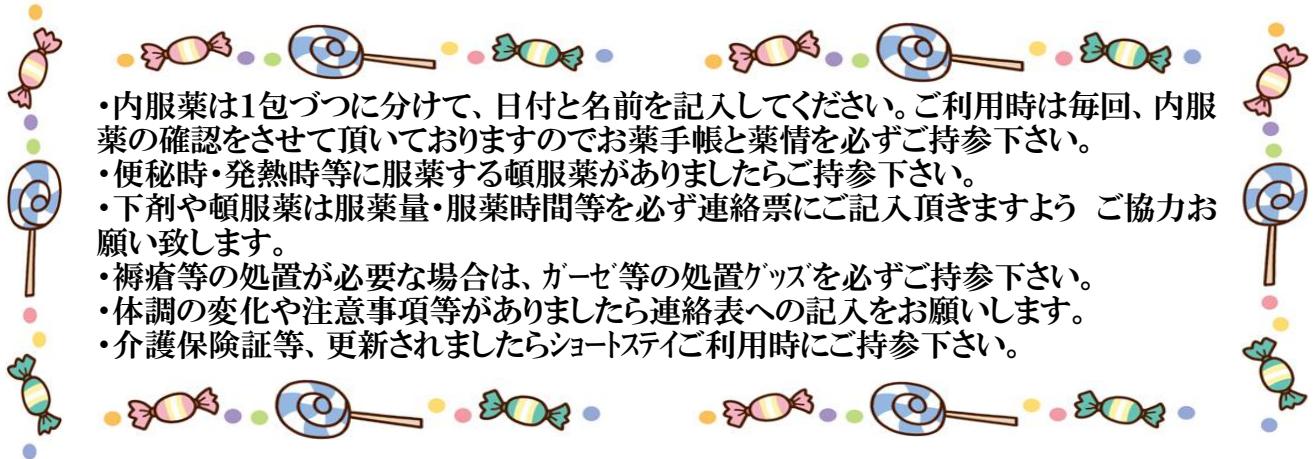 ・内服薬は1包づつに分けて、日付と名前を記入してください。ご利用時は毎回、内服
薬の確認をさせて頂いておりますのでお薬手帳と薬情を必ずご持参下さい。
・便秘時・発熱時等に服薬する頓服薬がありましたらご持参下さい。
・下剤や頓服薬は服薬量・服薬時間等を必ず連絡票にご記入頂きますよう　ご協力お
願い致します。
・褥瘡等の処置が必要な場合は、ガーゼ等の処置グッズを必ずご持参下さい。
・体調の変化や注意事項等がありましたら連絡表への記入をお願いします。
・介護保険証等、更新されましたらショートステイご利用時にご持参下さい。